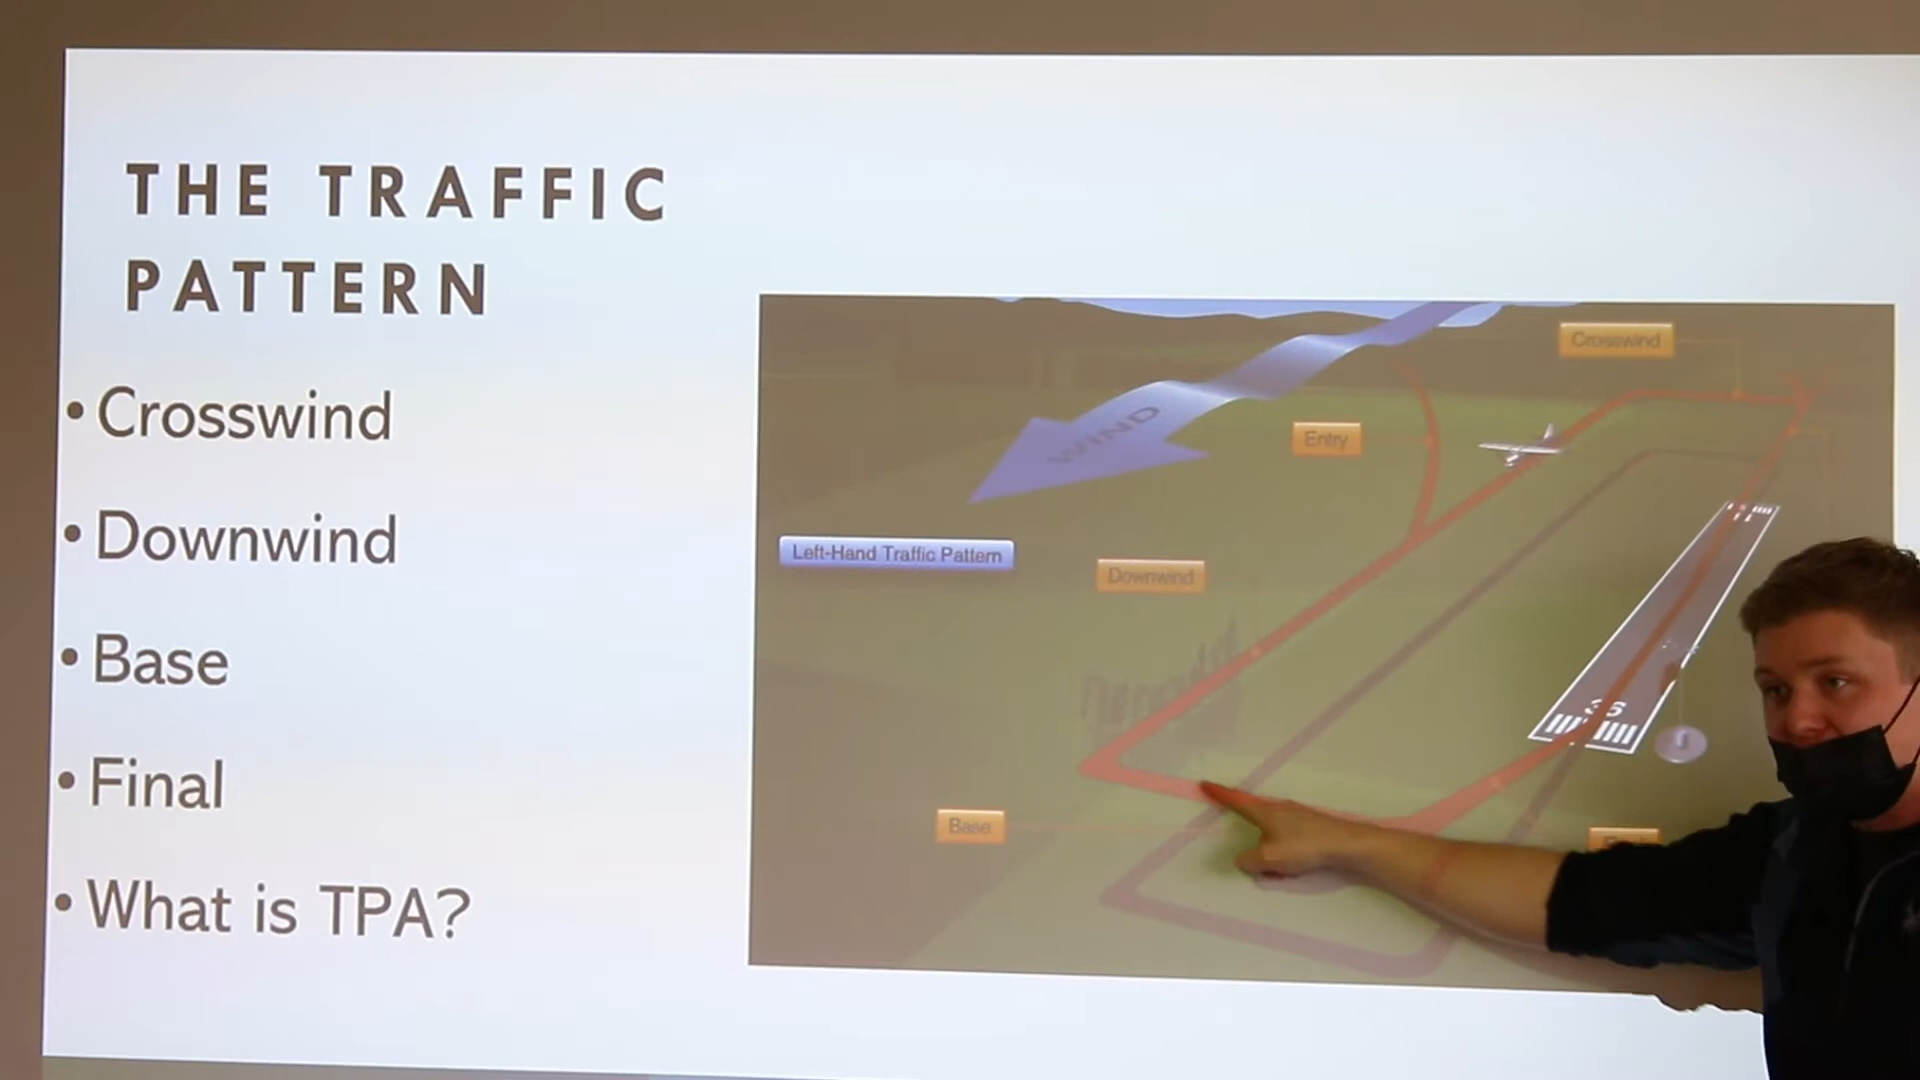 THE TRAFFIC
PATTERN
• Crosswind
• Downwind
• Base
• Final
• What is TPA?
Crosswind
WIND
Entry
Left-Hand Traffic Pattern
Downwind
36
Base